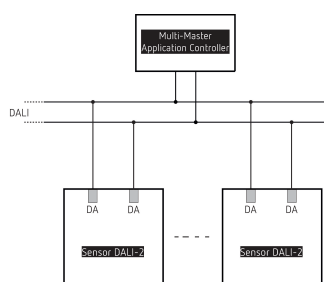 Multi-Master
Application Controller
DALI
DA DA DA DA
Sensor DALI-2 Sensor DALI-2